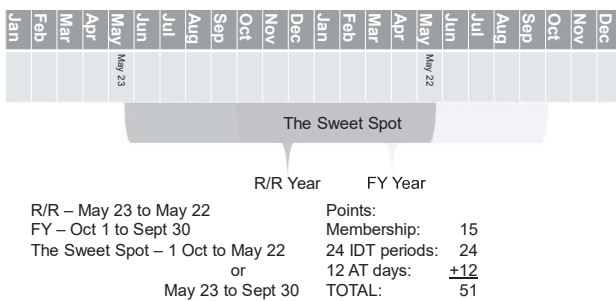 Jan Feb Mar Apr May Jun Jul Aug Sep Oct Nov Dec Jan Feb Mar Apr May Jun Jul Aug Sep Oct Nov Dec
May 23 May 22
The Sweet Spot
R/R Year FY Year
R/R – May 23 to May 22
FY – Oct 1 to Sept 30
The Sweet Spot – 1 Oct to May 22
or
May 23 to Sept 30
Points:
Membership: 15
24 IDT periods: 24
12 AT days: +12
TOTAL: 51